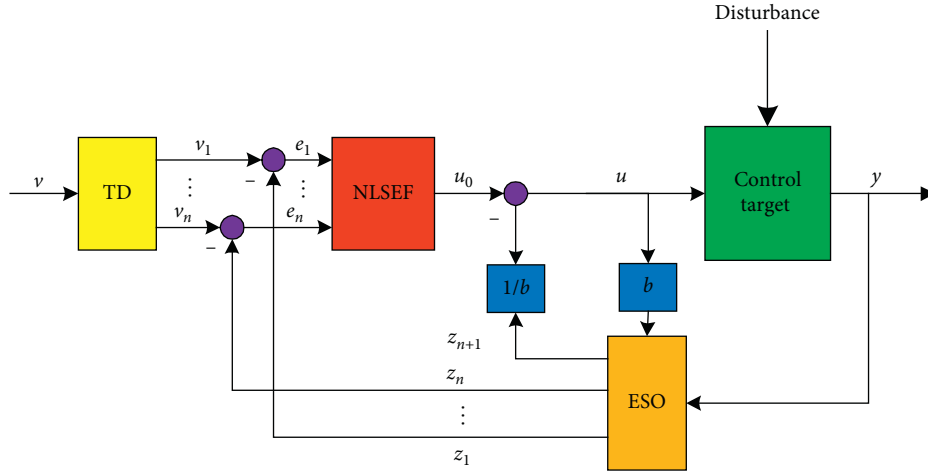 Disturbance
v
TD
v₁
⋮
vₙ
−
−
e₁
⋮
eₙ
NLSEF
u₀
−
u
Control
target
y
1/b
b
zₙ₊₁
zₙ
⋮
z₁
ESO